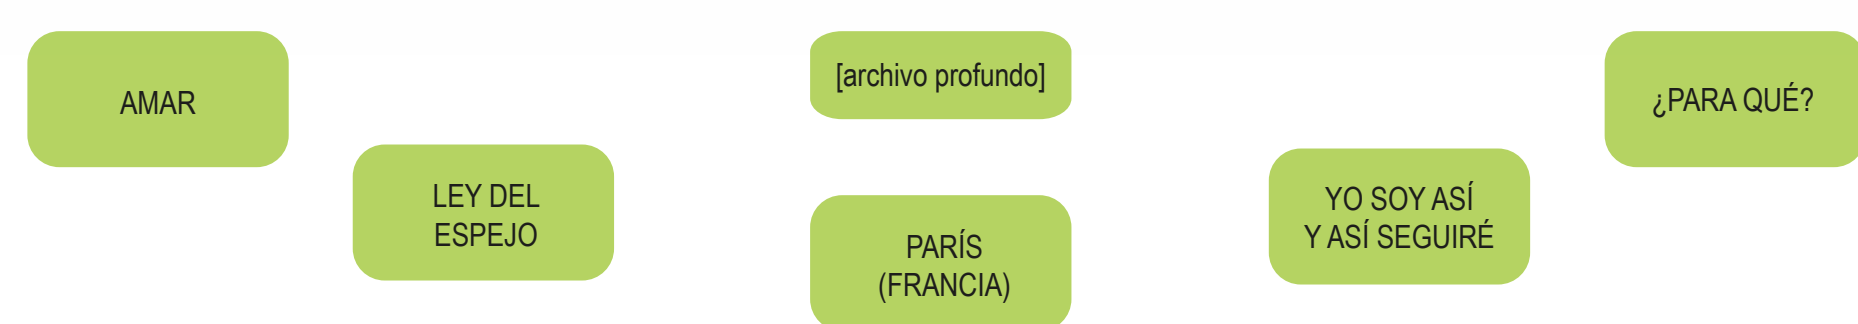 AMAR
LEY DEL
ESPEJO
[archivo profundo]
PARÍS
(FRANCIA)
YO SOY ASÍ
Y ASÍ SEGUIRÉ
¿PARA QUÉ?